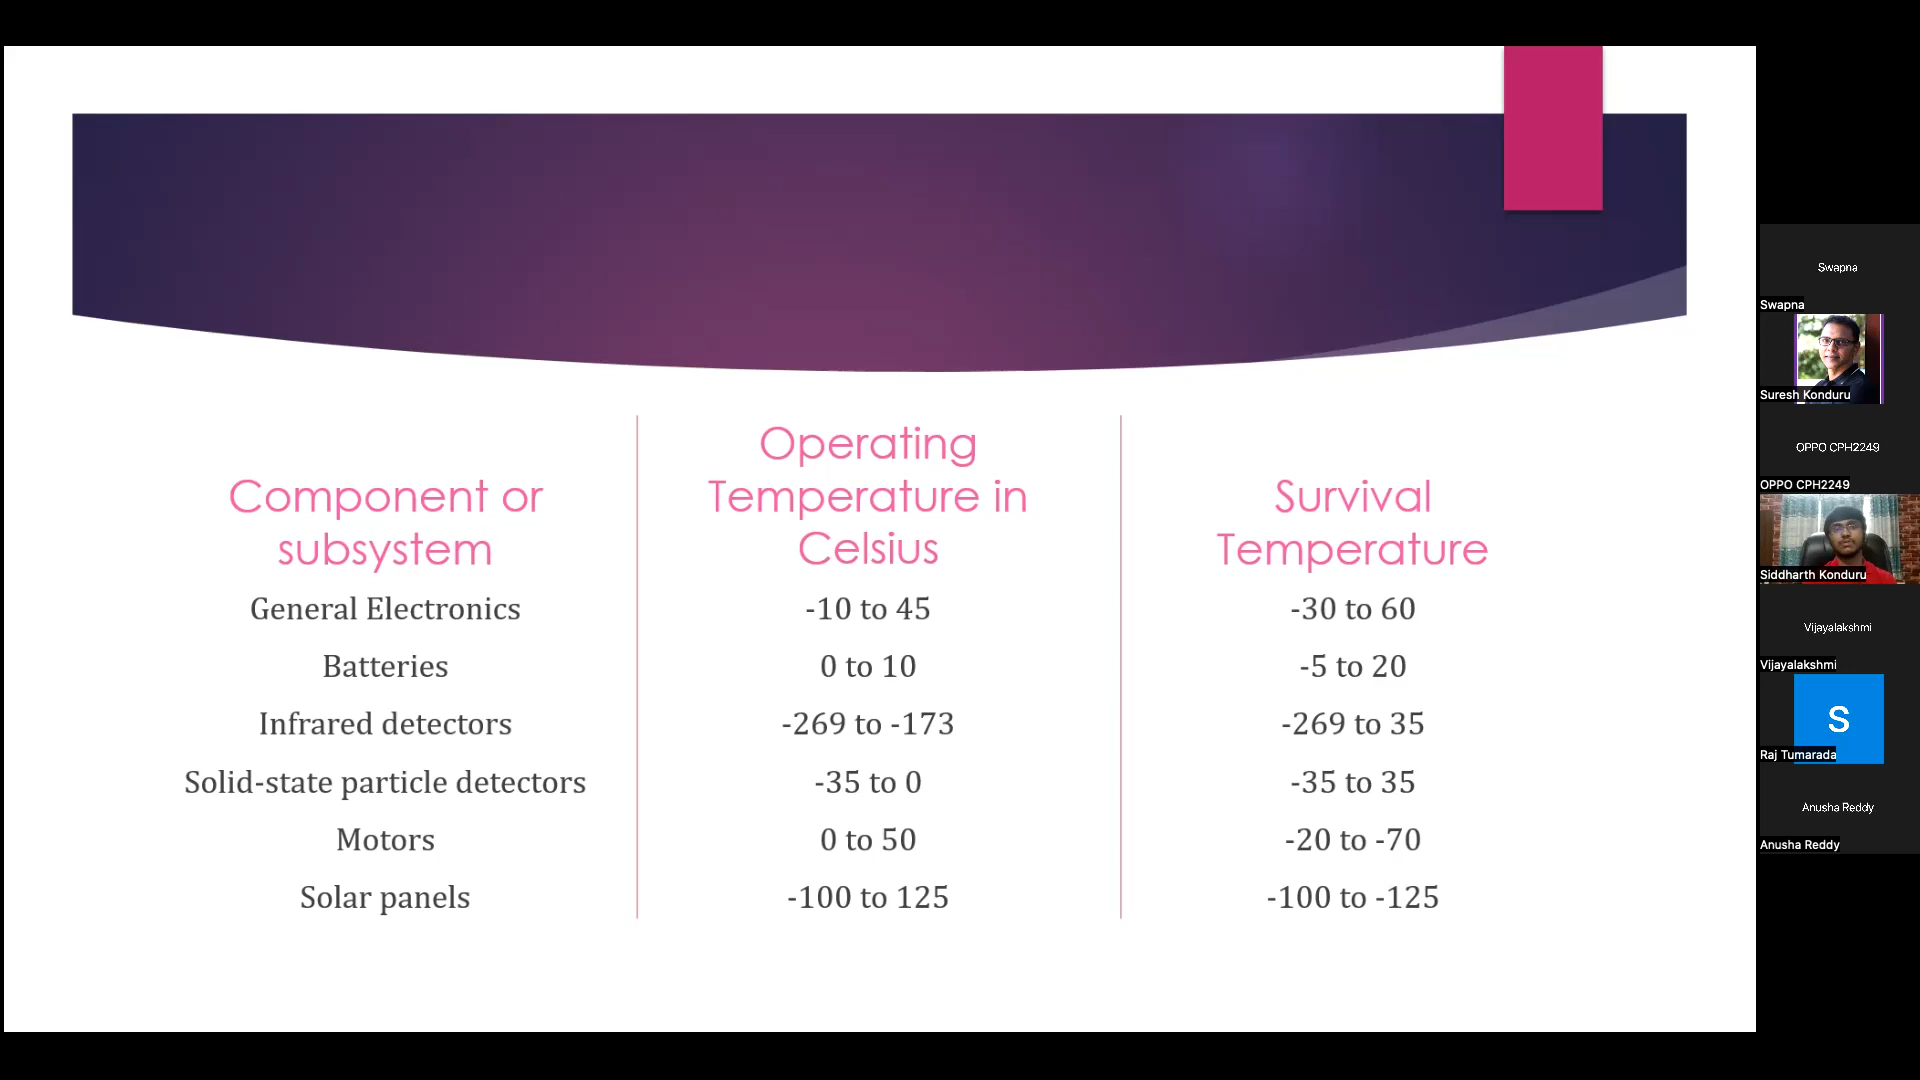 Component or
subsystem
Operating
Temperature in
Celsius
Survival
Temperature
General Electronics -10 to 45 -30 to 60
Batteries 0 to 10 -5 to 20
Infrared detectors -269 to -173 -269 to 35
Solid-state particle detectors -35 to 0 -35 to 35
Motors 0 to 50 -20 to -70
Solar panels -100 to 125 -100 to -125
Swapna
Swapna
Suresh Konduru
OPPO CPH2249
OPPO CPH2249
Siddharth Konduru
Vijayalakshmi
Vijayalakshmi
S
Raj Tumarada
Anusha Reddy
Anusha Reddy